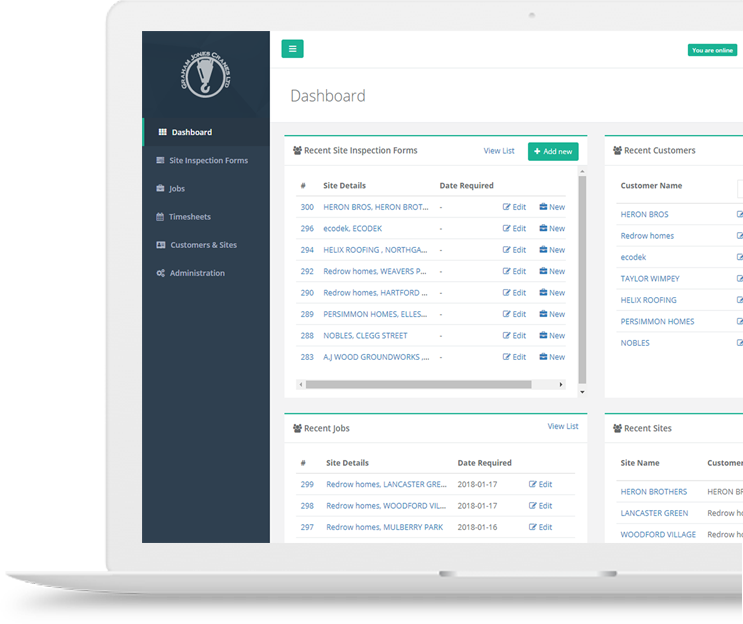 GRAHAM JONES CRANES LTD
You are online
Dashboard
Dashboard
Site Inspection Forms
Jobs
Timesheets
Customers & Sites
Administration
Recent Site Inspection Forms View List + Add new
# Site Details Date Required
300 HERON BROS, HERON BROT... - Edit New
296 ecodek, ECODEK - Edit New
294 HELIX ROOFING , NORTHGA... - Edit New
292 Redrow homes, WEAVERS P... - Edit New
290 Redrow homes, HARTFORD ... - Edit New
289 PERSIMMON HOMES, ELLES... - Edit New
288 NOBLES, CLEGG STREET - Edit New
283 A,J WOOD GROUNDWORKS ,... - Edit New
Recent Customers
Customer Name
HERON BROS
Redrow homes
ecodek
TAYLOR WIMPEY
HELIX ROOFING
PERSIMMON HOMES
NOBLES
Recent Jobs View List
# Site Details Date Required
299 Redrow homes, LANCASTER GRE... 2018-01-17 Edit
298 Redrow homes, WOODFORD VIL... 2018-01-17 Edit
297 Redrow homes, MULBERRY PARK 2018-01-16 Edit
Recent Sites
Site Name Customer
HERON BROTHERS HERON BR
LANCASTER GREEN Redrow ho
WOODFORD VILLAGE Redrow ho